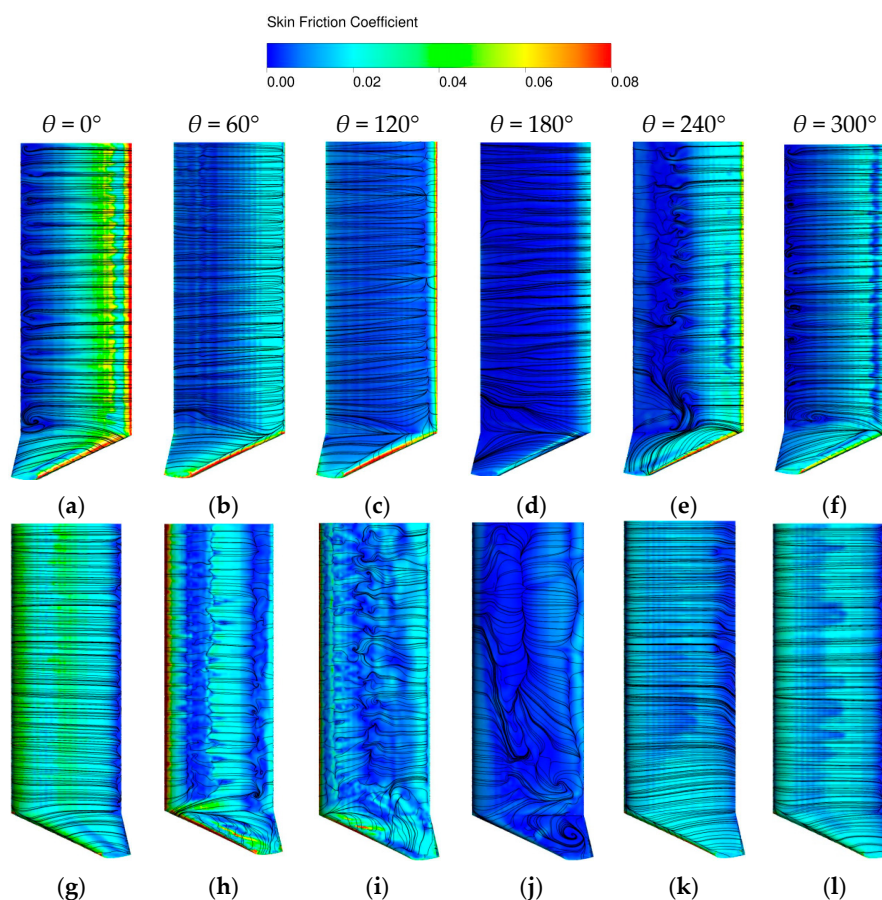 Skin Friction Coefficient
0.00 0.02 0.04 0.06 0.08
θ = 0° θ = 60° θ = 120° θ = 180° θ = 240° θ = 300°
(a) (b) (c) (d) (e) (f)
(g) (h) (i) (j) (k) (l)